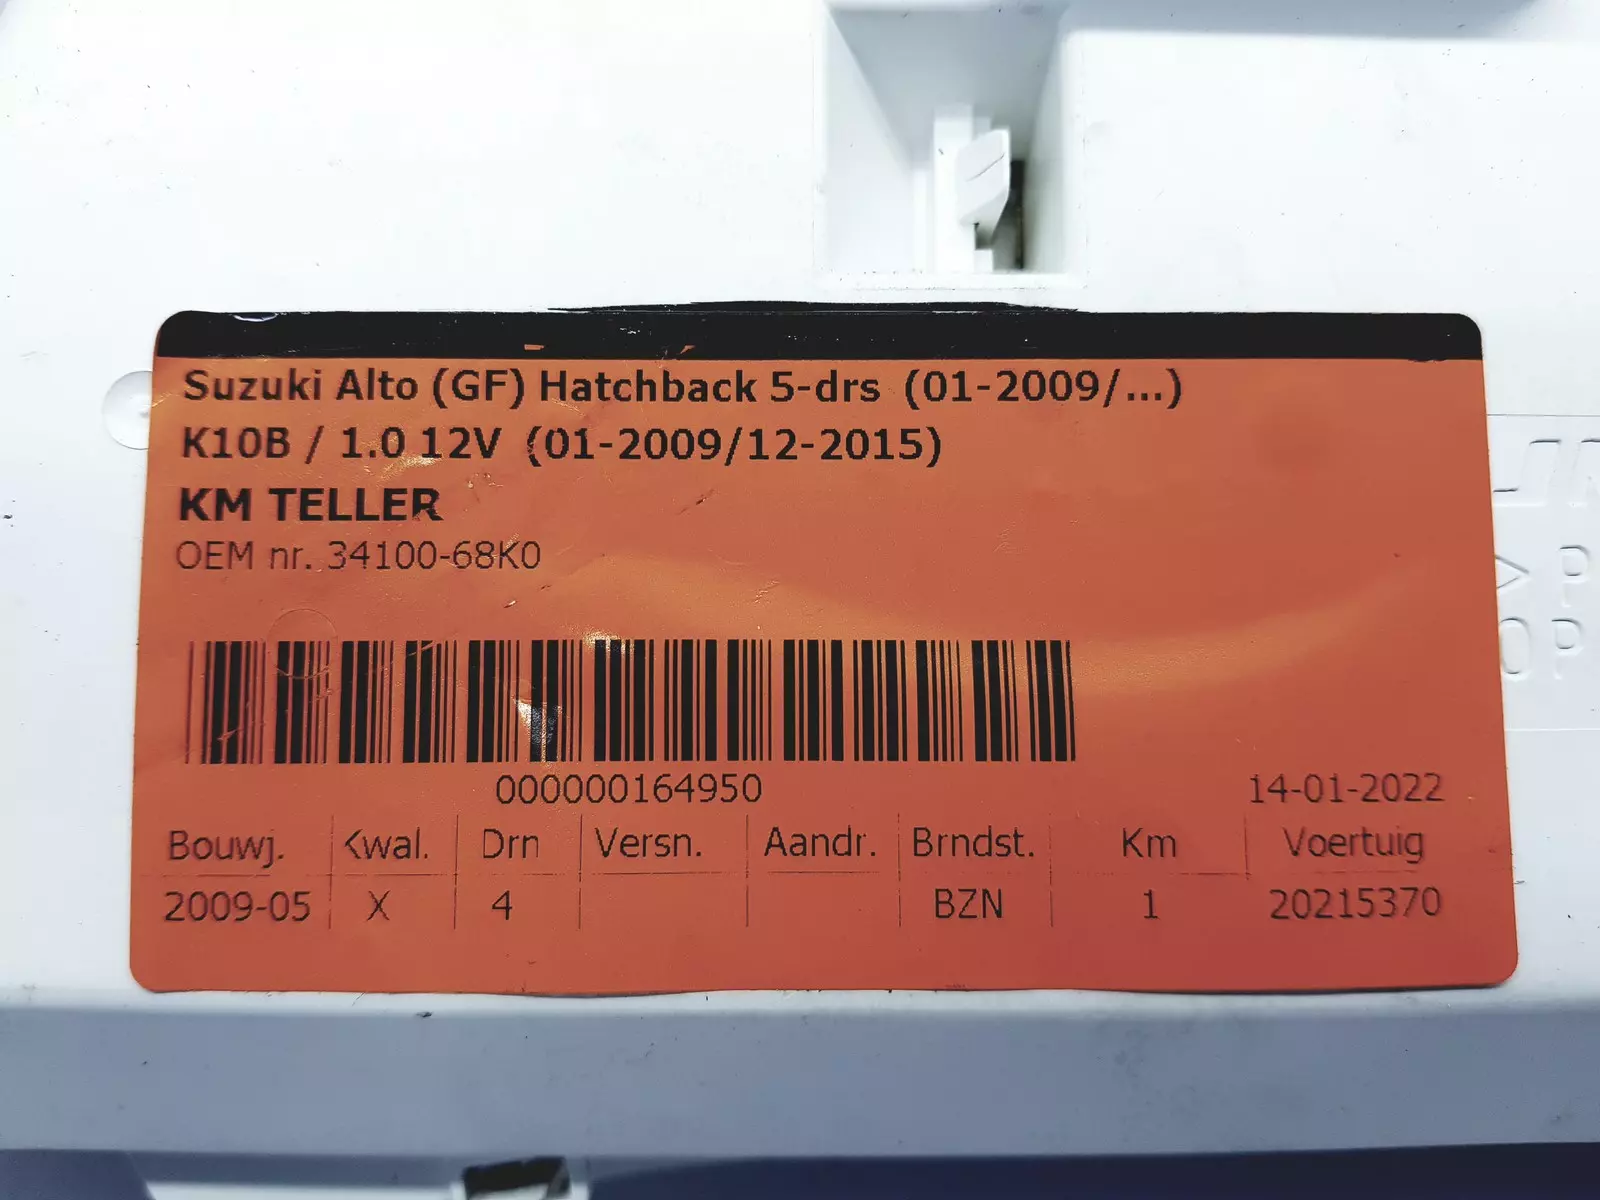 Suzuki Alto (GF) Hatchback 5-drs (01-2009/...)
K10B / 1.0 12V (01-2009/12-2015)
KM TELLER
OEM nr. 34100-68K0
000000164950
14-01-2022
Bouwj. Kwal. Drn Versn. Aandr. Brndst. Km Voertuig
2009-05 X 4 BZN 1 20215370